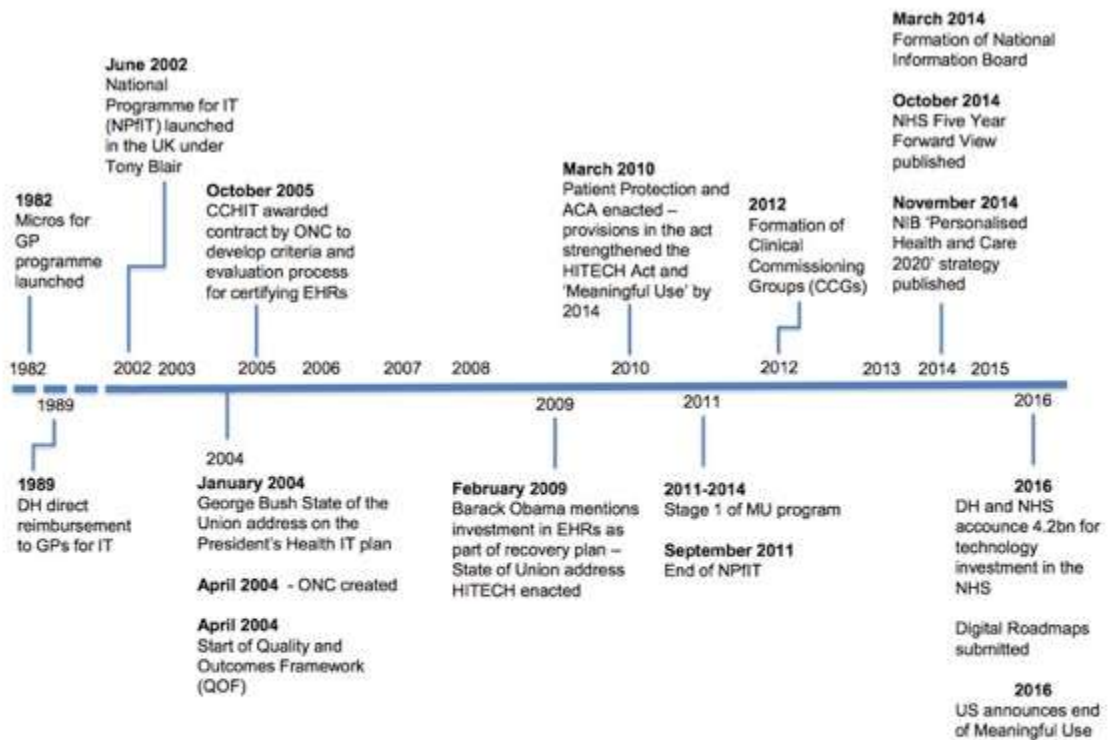 March 2014
Formation of National
Information Board
October 2014
NHS Five Year
Forward View
published
November 2014
NIB 'Personalised
Health and Care
2020' strategy
published
June 2002
National
Programme for IT
(NPfIT) launched
in the UK under
Tony Blair
1982
Micros for
GP
programme
launched
October 2005
CCHIT awarded
contract by ONC to
develop criteria and
evaluation process
for certifying EHRs
March 2010
Patient Protection and
ACA enacted –
provisions in the act
strengthened the
HITECH Act and
'Meaningful Use' by
2014
2012
Formation of
Clinical
Commissioning
Groups (CCGs)
1982 2002 2003 2005 2006 2007 2008 2010 2012 2013 2014 2015
1989 2009 2011 2016
2004
1989
DH direct
reimbursement
to GPs for IT
January 2004
George Bush State of the
Union address on the
President's Health IT plan
April 2004 - ONC created
April 2004
Start of Quality and
Outcomes Framework
(QOF)
February 2009
Barack Obama mentions
investment in EHRs as
part of recovery plan –
State of Union address
HITECH enacted
2011-2014
Stage 1 of MU program
September 2011
End of NPfIT
2016
DH and NHS
accounce 4.2bn for
technology
investment in the
NHS
Digital Roadmaps
submitted
2016
US announces end
of Meaningful Use